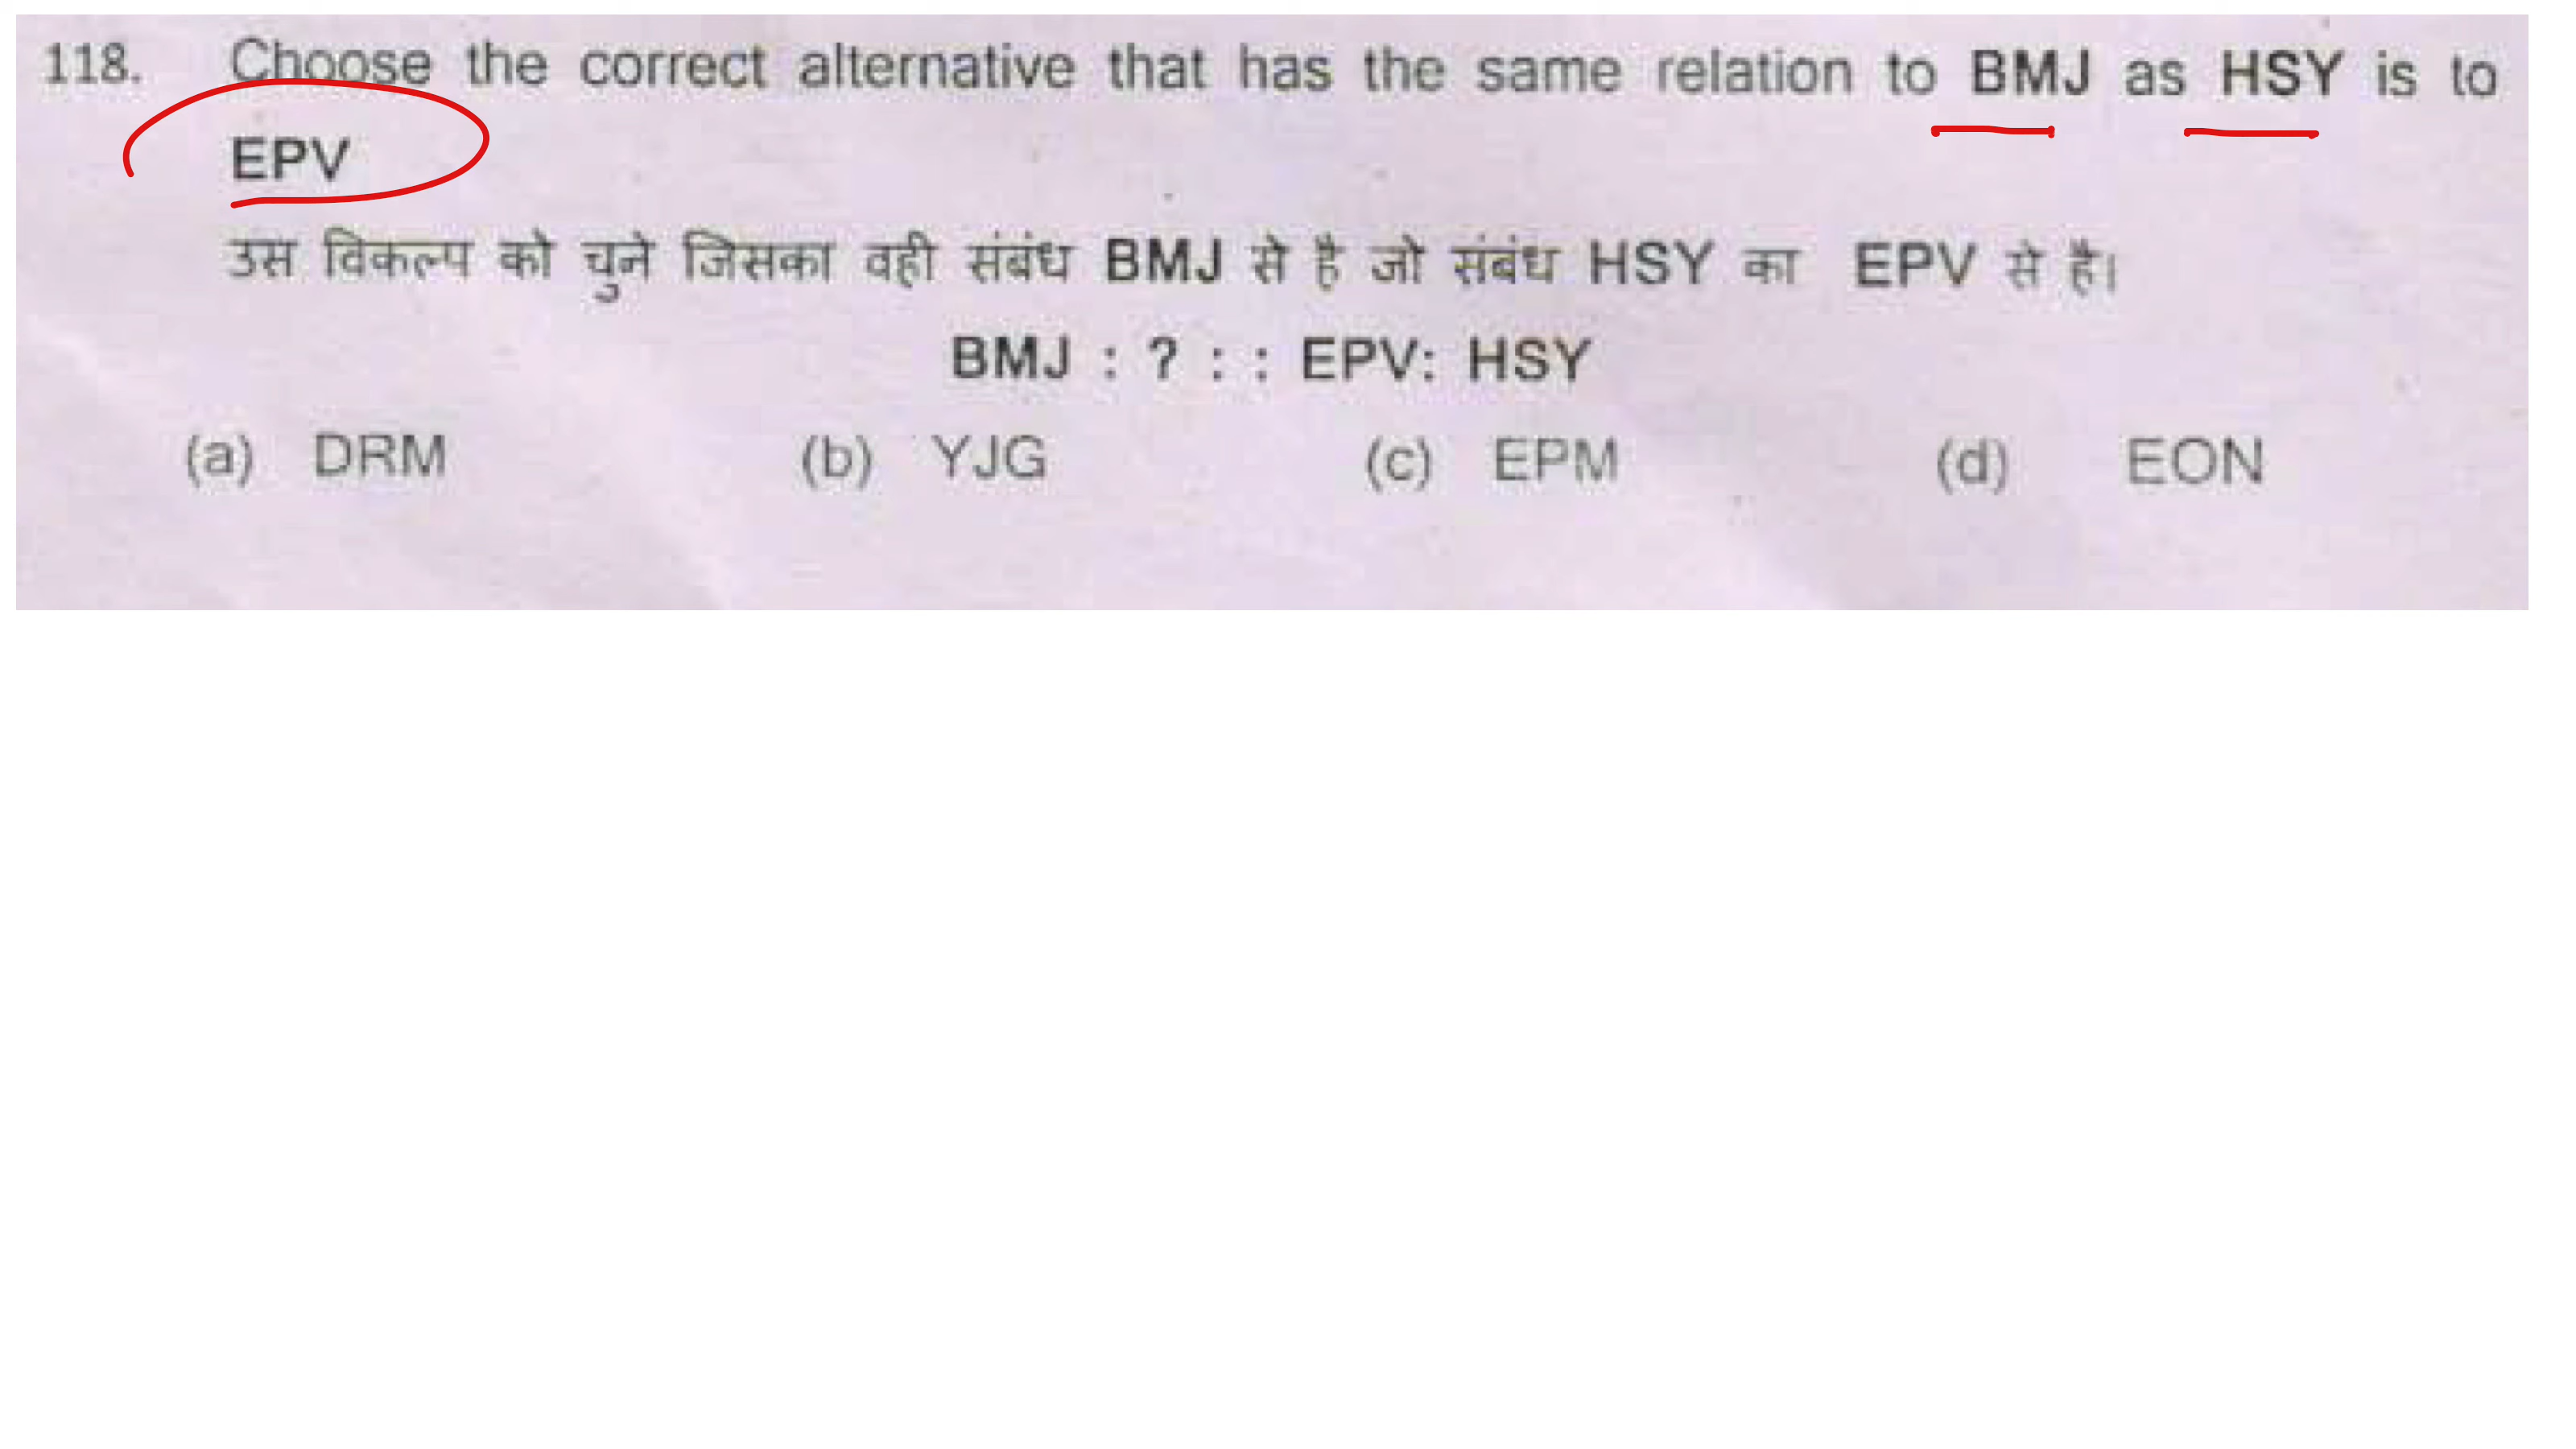 118. Choose the correct alternative that has the same relation to BMJ as HSY is to
EPV
उस विकल्प को चुने जिसका वही संबंध BMJ से है जो संबंध HSY का EPV से है।
BMJ : ? : : EPV: HSY
(a) DRM (b) YJG (c) EPM (d) EON